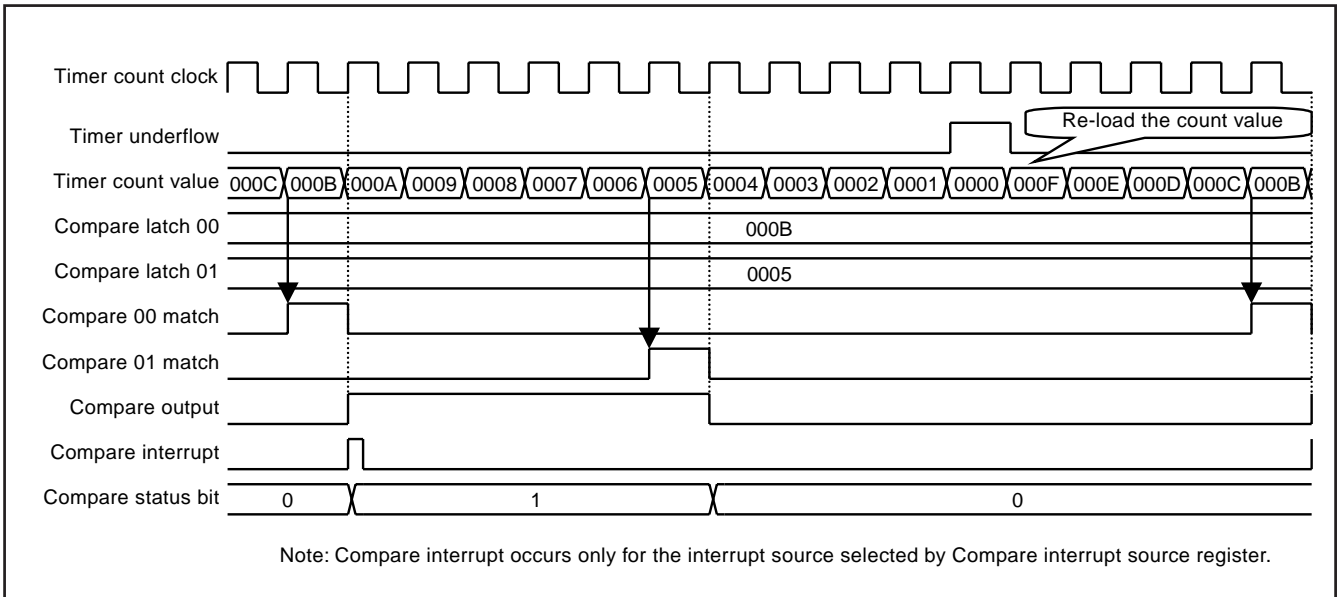 Timer count clock
Timer underflow
Re-load the count value
Timer count value 000C 000B 000A 0009 0008 0007 0006 0005 0004 0003 0002 0001 0000 000F 000E 000D 000C 000B
Compare latch 00 000B
Compare latch 01 0005
Compare 00 match
Compare 01 match
Compare output
Compare interrupt
Compare status bit 0 1 0
Note: Compare interrupt occurs only for the interrupt source selected by Compare interrupt source register.